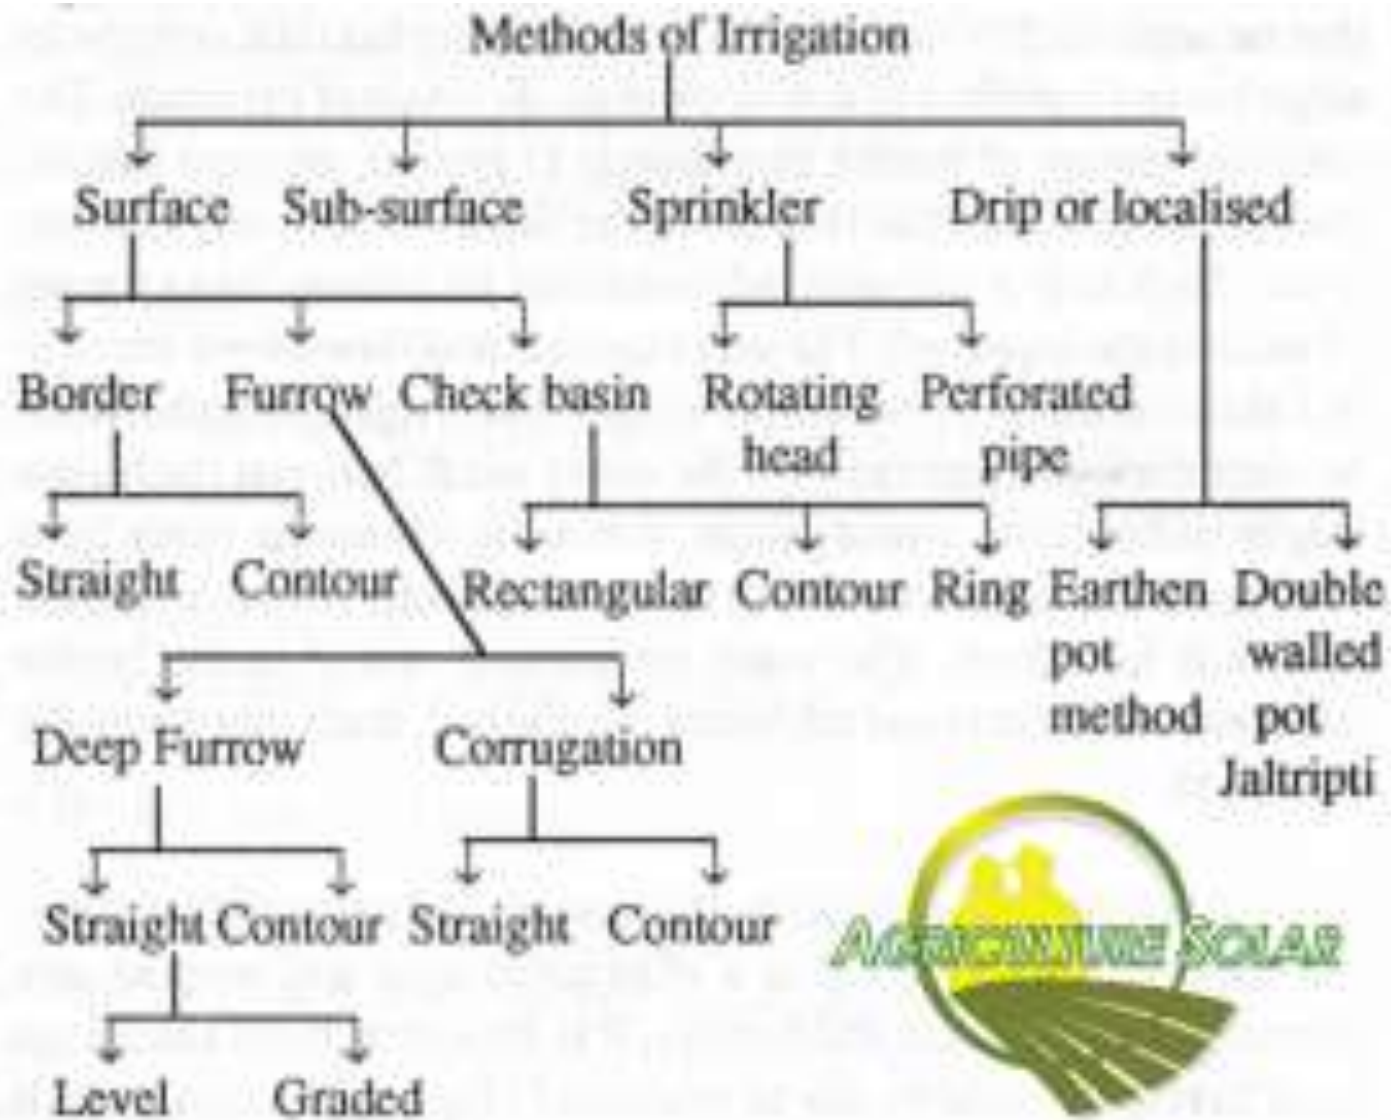 Methods of Irrigation
Surface Sub-surface Sprinkler Drip or localised
Border Furrow Check basin Rotating head Perforated pipe
Straight Contour Rectangular Contour Ring Earthen pot method Double walled pot Jaltripti
Deep Furrow Corrugation
Straight Contour Straight Contour
AGRICULTURE SOLAR
Level Graded